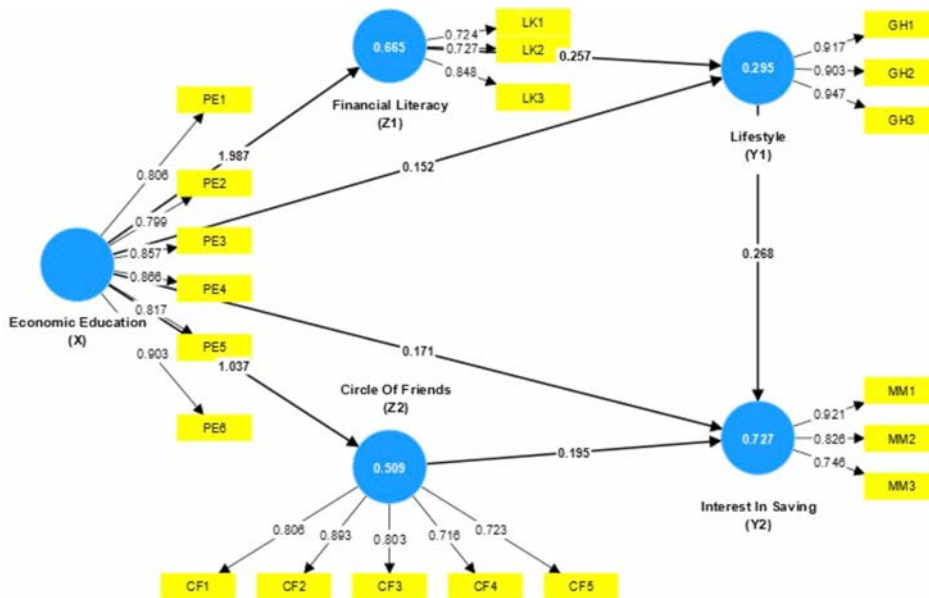 LK1
0.724
0.665
0.727
LK2
0.257
0.848
LK3
Financial Literacy
(Z1)
GH1
0.917
0.295
0.903
GH2
0.947
GH3
Lifestyle
(Y1)
PE1
0.806
1.987
PE2
0.799
0.152
PE3
0.857
0.866
PE4
0.817
Economic Education
(X)
PE5
0.903
1.037
PE6
0.268
0.171
Circle Of Friends
(Z2)
0.509
0.195
MM1
0.921
0.727
0.826
MM2
0.746
MM3
Interest In Saving
(Y2)
0.806
0.893
0.803
0.716
0.723
CF1
CF2
CF3
CF4
CF5